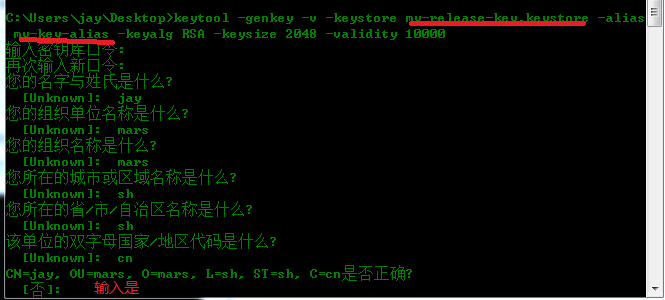 C:\Users\jay\Desktop>keytool -genkey -v -keystore my-release-key.keystore -alias
my-key-alias -keyalg RSA -keysize 2048 -validity 10000
输入密钥库口令:
再次输入新口令:
您的名字与姓氏是什么?
[Unknown]:  jay
您的组织单位名称是什么?
[Unknown]:  mars
您的组织名称是什么?
[Unknown]:  mars
您所在的城市或区域名称是什么?
[Unknown]:  sh
您所在的省/市/自治区名称是什么?
[Unknown]:  sh
该单位的双字母国家/地区代码是什么?
[Unknown]:  cn
CN=jay, OU=mars, O=mars, L=sh, ST=sh, C=cn是否正确?
[否]:  输入是